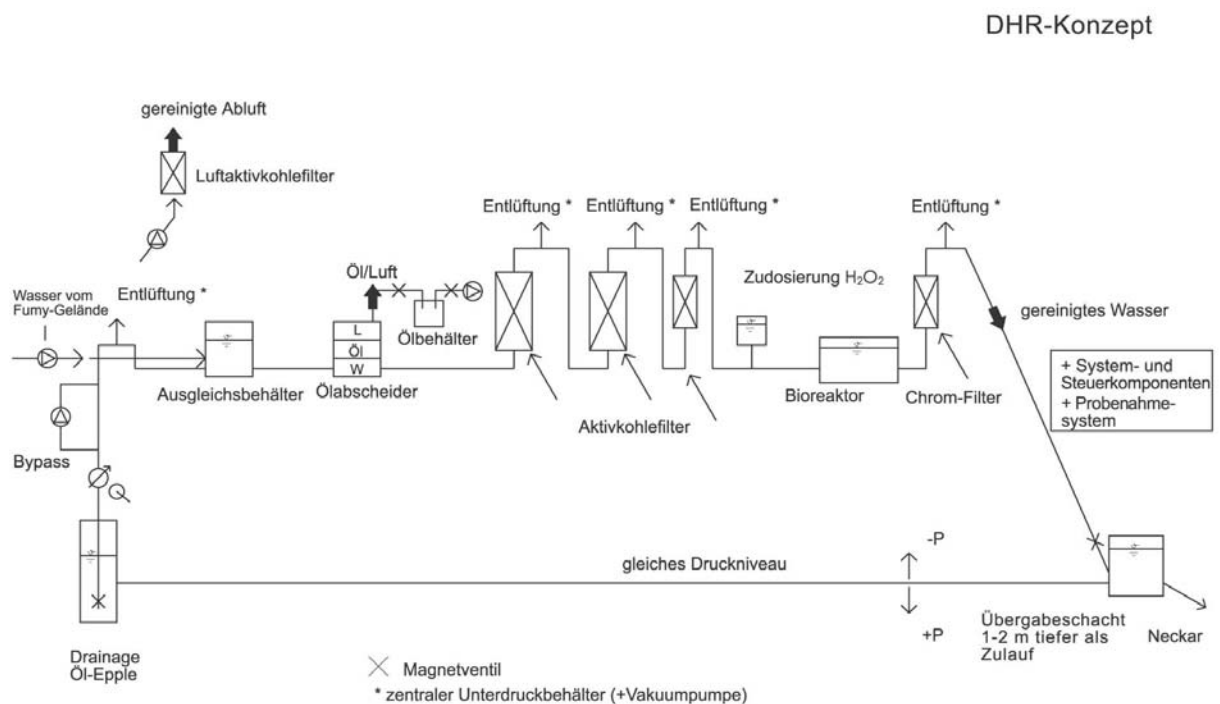 DHR-Konzept
gereinigte Abluft
Luftaktivkohlefilter
Entlüftung *
Entlüftung *
Entlüftung *
Entlüftung *
Wasser vom
Fumy-Gelände
Entlüftung *
Öl/Luft
Zudosierung H₂O₂
gereinigtes Wasser
Ölbehälter
L
Öl
W
Ausgleichsbehälter
Ölabscheider
Bioreaktor
Chrom-Filter
+ System- und
Steuerkomponenten
+ Probenahme-
system
Aktivkohlefilter
Bypass
-P
gleiches Druckniveau
+P
Übergabeschacht
1-2 m tiefer als
Zulauf
Neckar
Drainage
Öl-Epple
Magnetventil
* zentraler Unterdruckbehälter (+Vakuumpumpe)